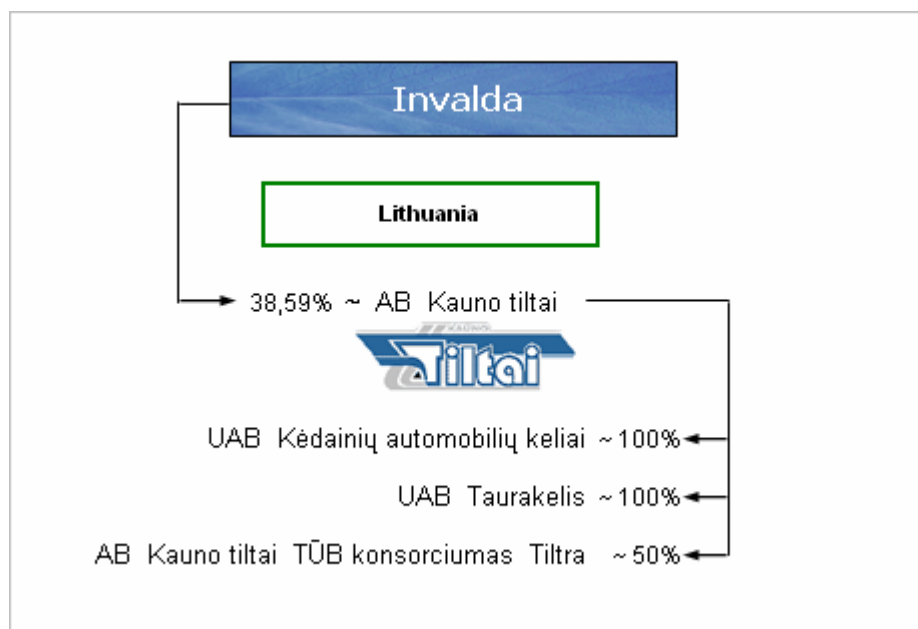 Invalda
Lithuania
38,59% ~ AB Kauno tiltai
KAUNO
Tiltai
UAB Kėdainių automobilių keliai ~100%
UAB Taurakelis ~100%
AB Kauno tiltai TŪB konsorciumas Tiltra ~50%